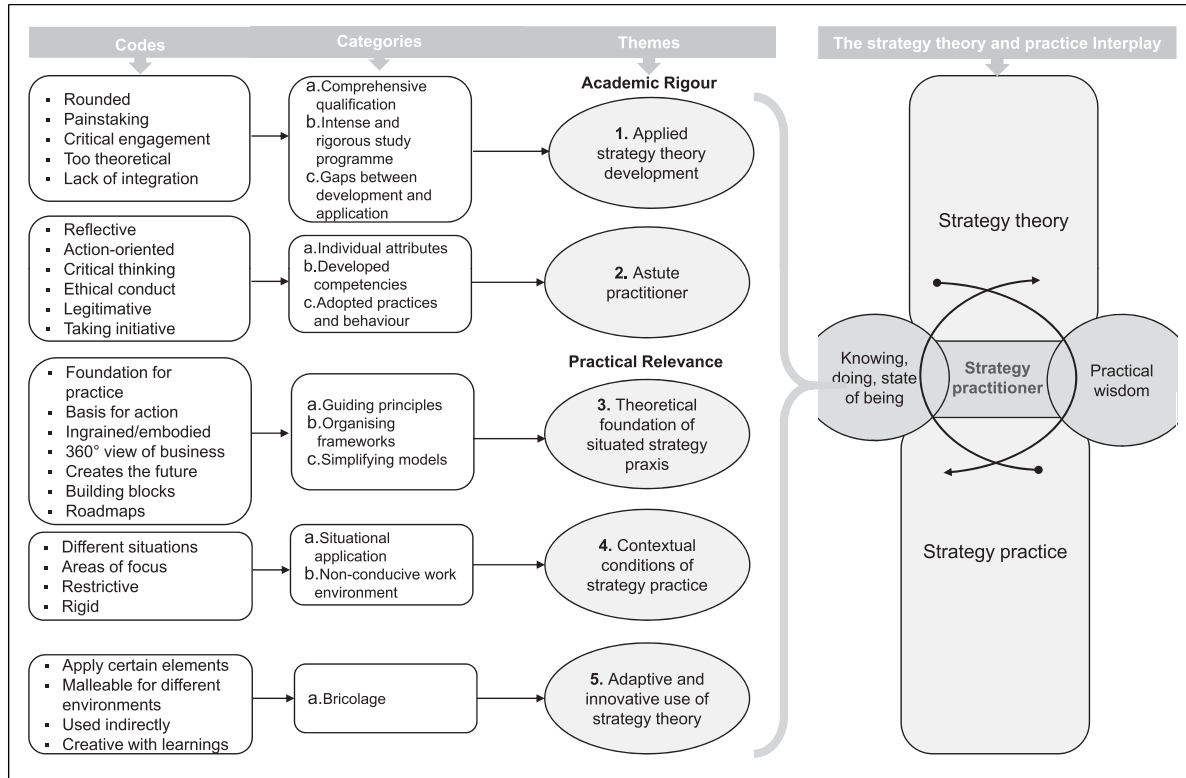 Codes
Categories
Themes
The strategy theory and practice Interplay
▪ Rounded
▪ Painstaking
▪ Critical engagement
▪ Too theoretical
▪ Lack of integration
a.Comprehensive
qualification
b.Intense and
rigorous study
programme
c.Gaps between
development and
application
Academic Rigour
1. Applied
strategy theory
development
▪ Reflective
▪ Action-oriented
▪ Critical thinking
▪ Ethical conduct
▪ Legitimative
▪ Taking initiative
a.Individual attributes
b.Developed
competencies
c.Adopted practices
and behaviour
2. Astute
practitioner
▪ Foundation for
practice
▪ Basis for action
▪ Ingrained/embodied
▪ 360° view of business
▪ Creates the future
▪ Building blocks
▪ Roadmaps
a.Guiding principles
b.Organising
frameworks
c.Simplifying models
Practical Relevance
3. Theoretical
foundation of
situated strategy
praxis
▪ Different situations
▪ Areas of focus
▪ Restrictive
▪ Rigid
a.Situational
application
b.Non-conducive work
environment
4. Contextual
conditions of
strategy practice
▪ Apply certain elements
▪ Malleable for different
environments
▪ Used indirectly
▪ Creative with learnings
a.Bricolage
5. Adaptive and
innovative use of
strategy theory
Strategy theory
Knowing,
doing, state
of being
Strategy
practitioner
Practical
wisdom
Strategy practice